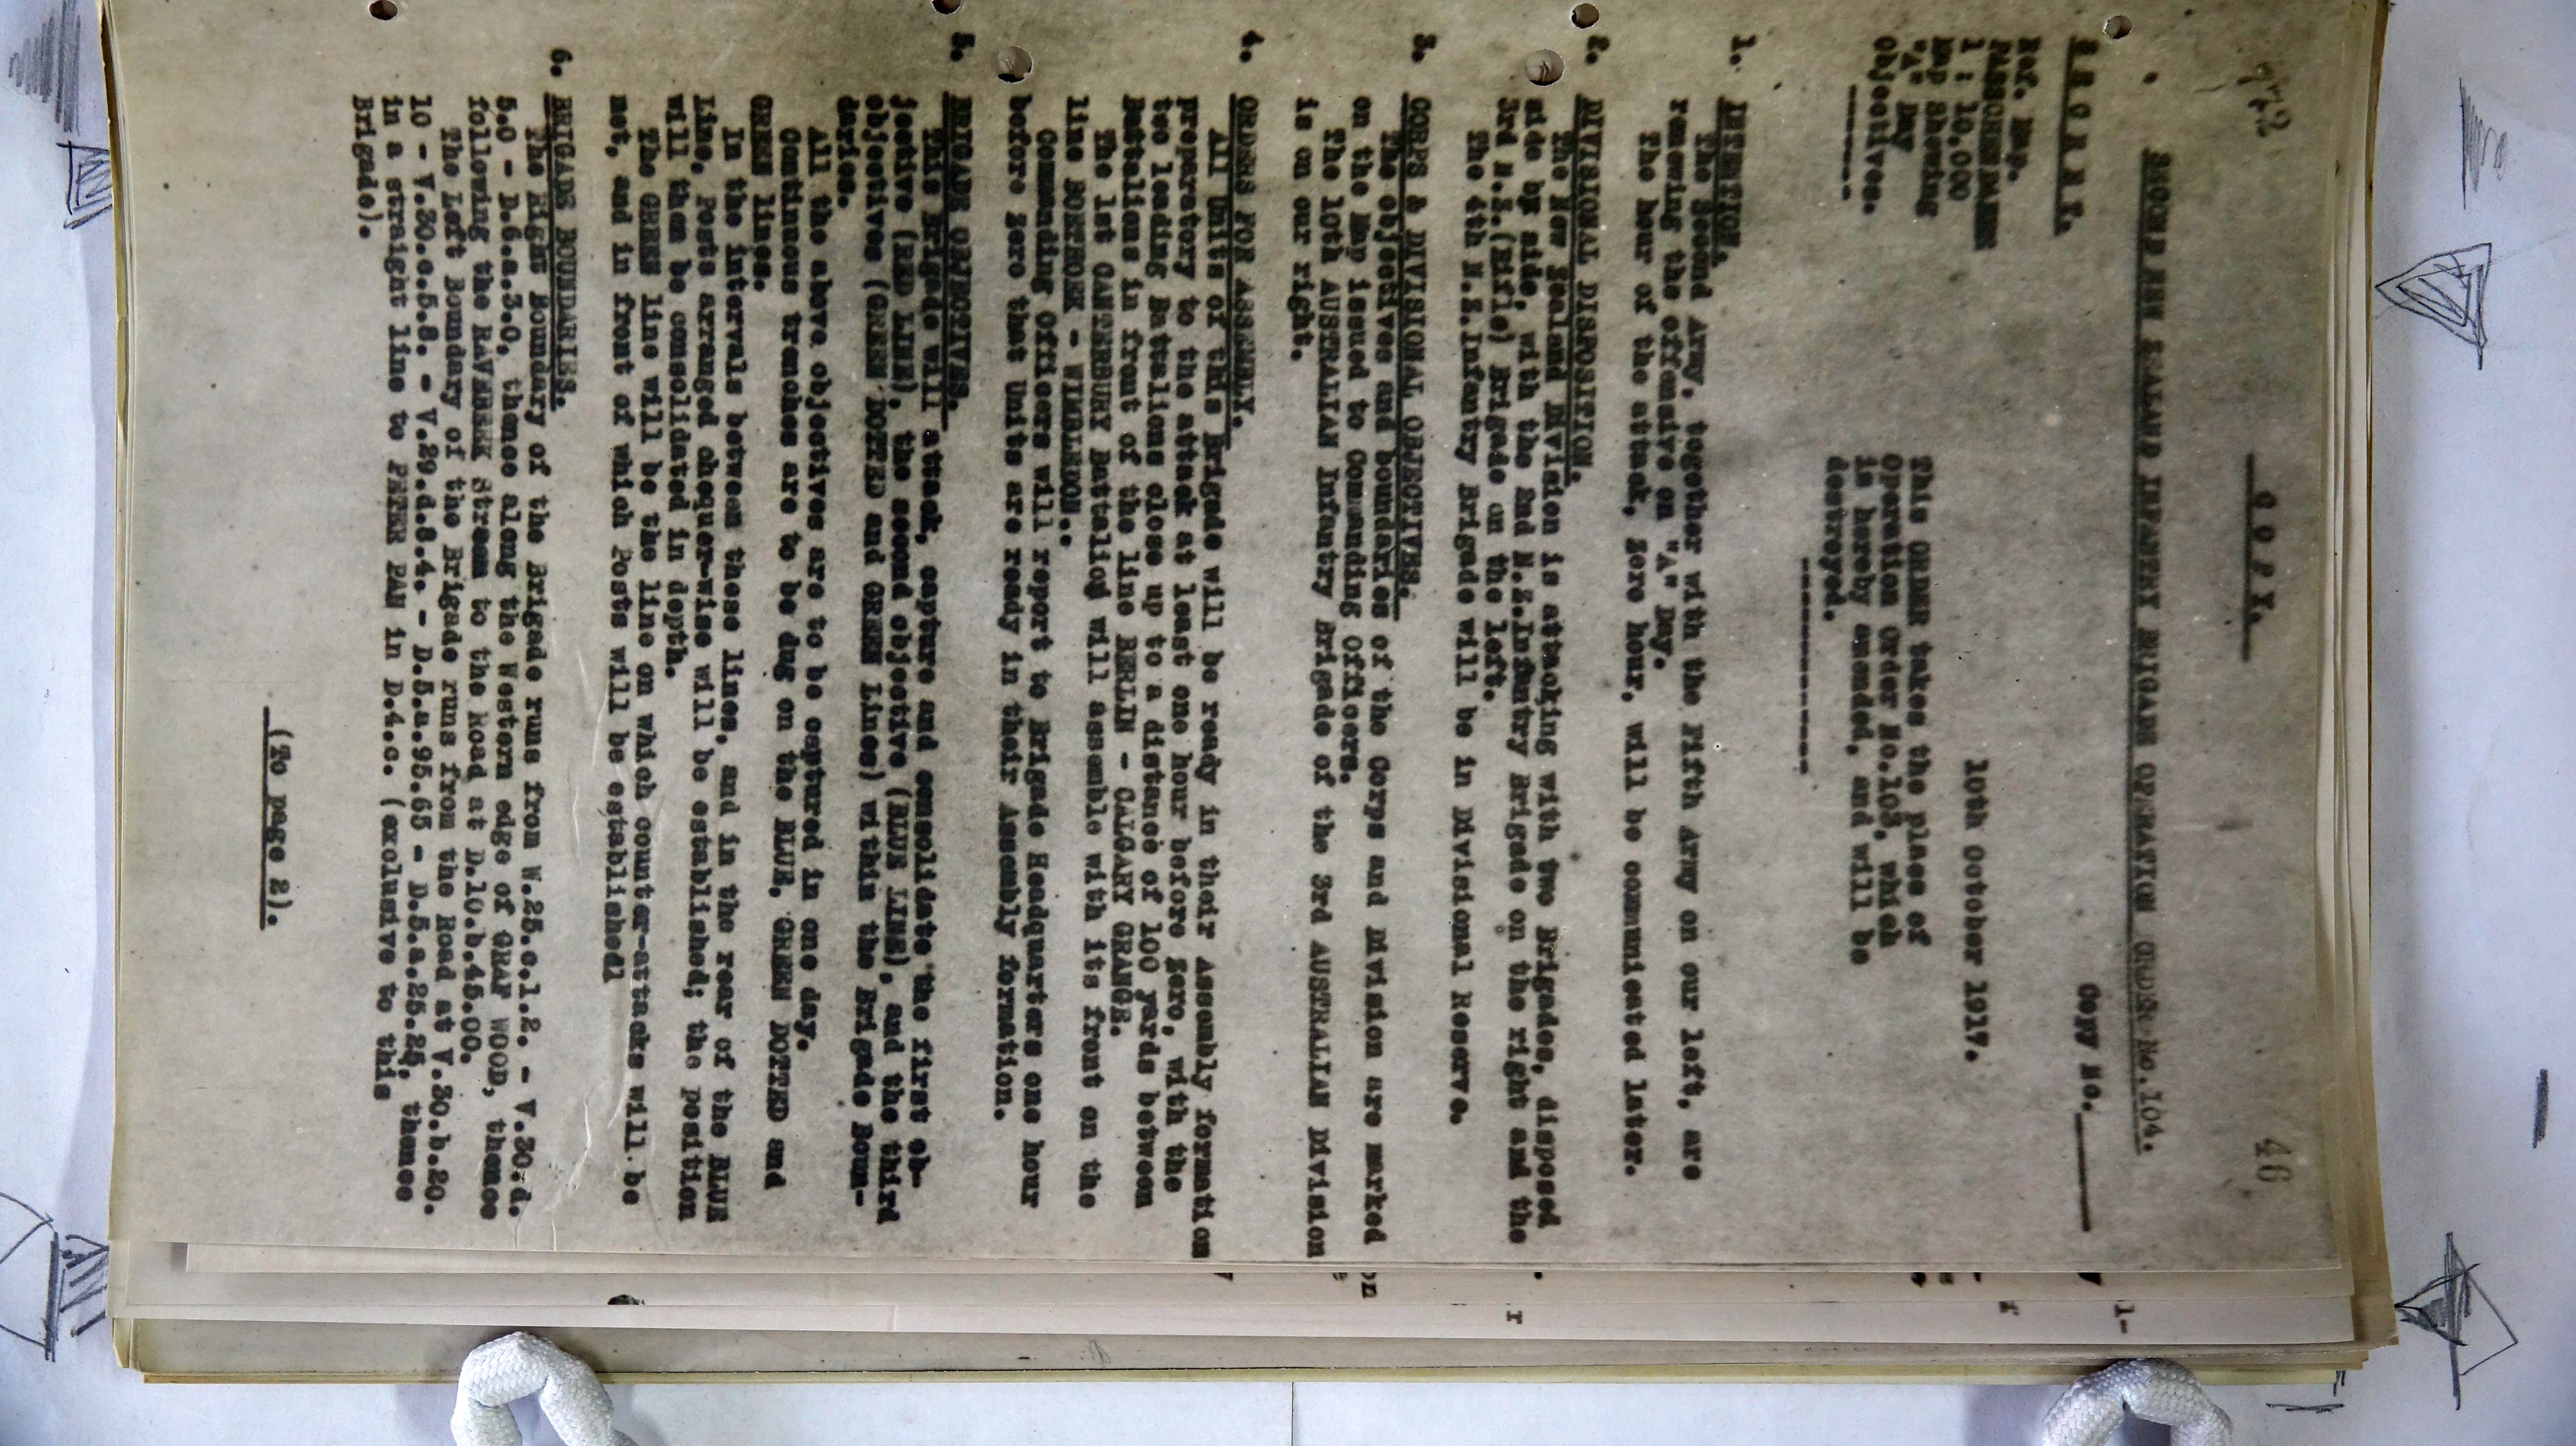 46
C O P Y.
SECOND NEW ZEALAND INFANTRY BRIGADE OPERATION ORDER No.104.
S E C R E T.
Copy No.
Ref. Map.
PASSCHENDAELE
1 : 10,000
Map Showing
"A" Day
Objectives.
10th October 1917.
This ORDER takes the place of
Operation Order No.103, which
is hereby amended, and will be
destroyed.
1. INTENTION.
The Second Army, together with the Fifth Army on our left, are
renewing the offensive on "A" Day.
The hour of the attack, Zero hour, will be communicated later.
2. DIVISIONAL DISPOSITION.
The New Zealand Division is attacking with two Brigades, disposed
side by side, with the 2nd N.Z.Infantry Brigade on the right and the
3rd N.Z.(Rifle) Brigade on the left.
The 4th N.Z.Infantry Brigade will be in Divisional Reserve.
3. CORPS & DIVISIONAL OBJECTIVES.
The objectives and boundaries of the Corps and Division are marked
on the Map issued to Commanding Officers.
The 10th AUSTRALIAN Infantry Brigade of the 3rd AUSTRALIAN Division
is on our right.
4. ORDERS FOR ASSEMBLY.
All Units of this Brigade will be ready in their Assembly formation
preparatory to the attack at least one hour before zero, with the
two leading Battalions close up to a distance of 100 yards between
Battalions in front of the line BERLIN - CALGARY GRANGE.
The 1st CANTERBURY Battalion will assemble with its front on the
line BORTHOEK - WIMBLEDON..
Commanding Officers will report to Brigade Headquarters one hour
before Zero that Units are ready in their Assembly formation.
5. BRIGADE OBJECTIVES.
This Brigade will attack, capture and consolidate the first ob-
jective (RED LINE), the second objective (BLUE LINE), and the third
objectives (GREEN DOTTED and GREEN Lines) within the Brigade Boun-
daries.
All the above objectives are to be captured in one day.
Continuous trenches are to be dug on the BLUE, GREEN DOTTED and
GREEN lines.
In the intervals between these lines, and in the rear of the BLUE
Line, Posts arranged chequer-wise will be established; the position
will then be consolidated in depth.
The GREEN line will be the line on which counter-attacks will be
met, and in front of which Posts will be established.
6. BRIGADE BOUNDARIES.
The Right Boundary of the Brigade runs from W.25.c.1.2. - V.30.d.
5.0 - D.6.a.3.0, thence along the Western edge of GRAF WOOD, thence
following the RAVEBEEK Stream to the Road at D.10.b.45.00.
The Left Boundary of the Brigade runs from the Road at V.30.b.20.
10 - V.30.c.5.8. - V.29.d.8.4. - D.5.a.95.65 - D.5.a.25.25, thence
in a straight line to PETER PAN in D.4.c. (exclusive to this
Brigade).
(To page 2).